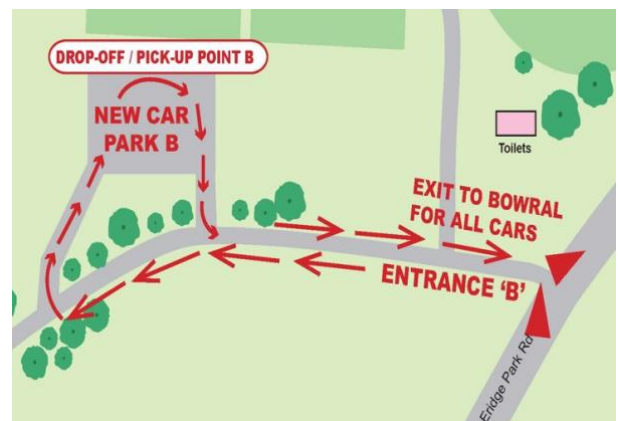 DROP-OFF / PICK-UP POINT B
NEW CAR
PARK B
Toilets
EXIT TO BOWRAL
FOR ALL CARS
ENTRANCE 'B'
Eridge Park Rd